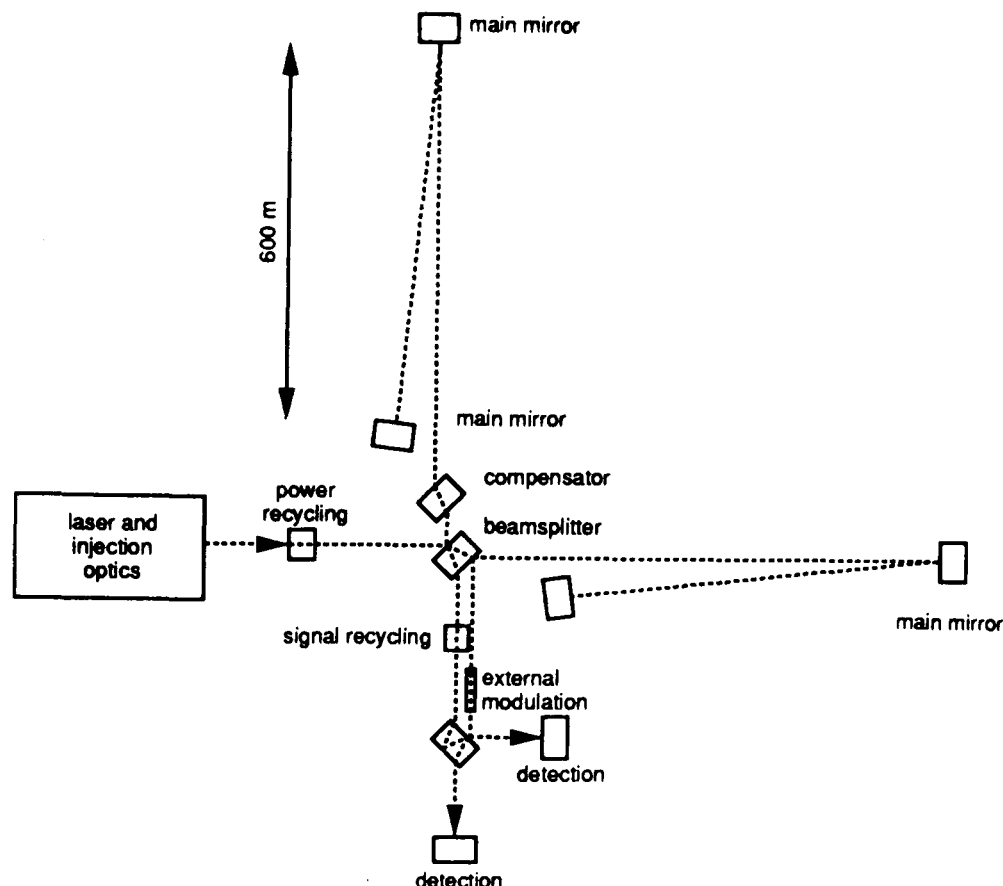 main mirror
600 m
main mirror
compensator
power
recycling
beamsplitter
laser and
injection
optics
main mirror
signal recycling
external
modulation
detection
detection